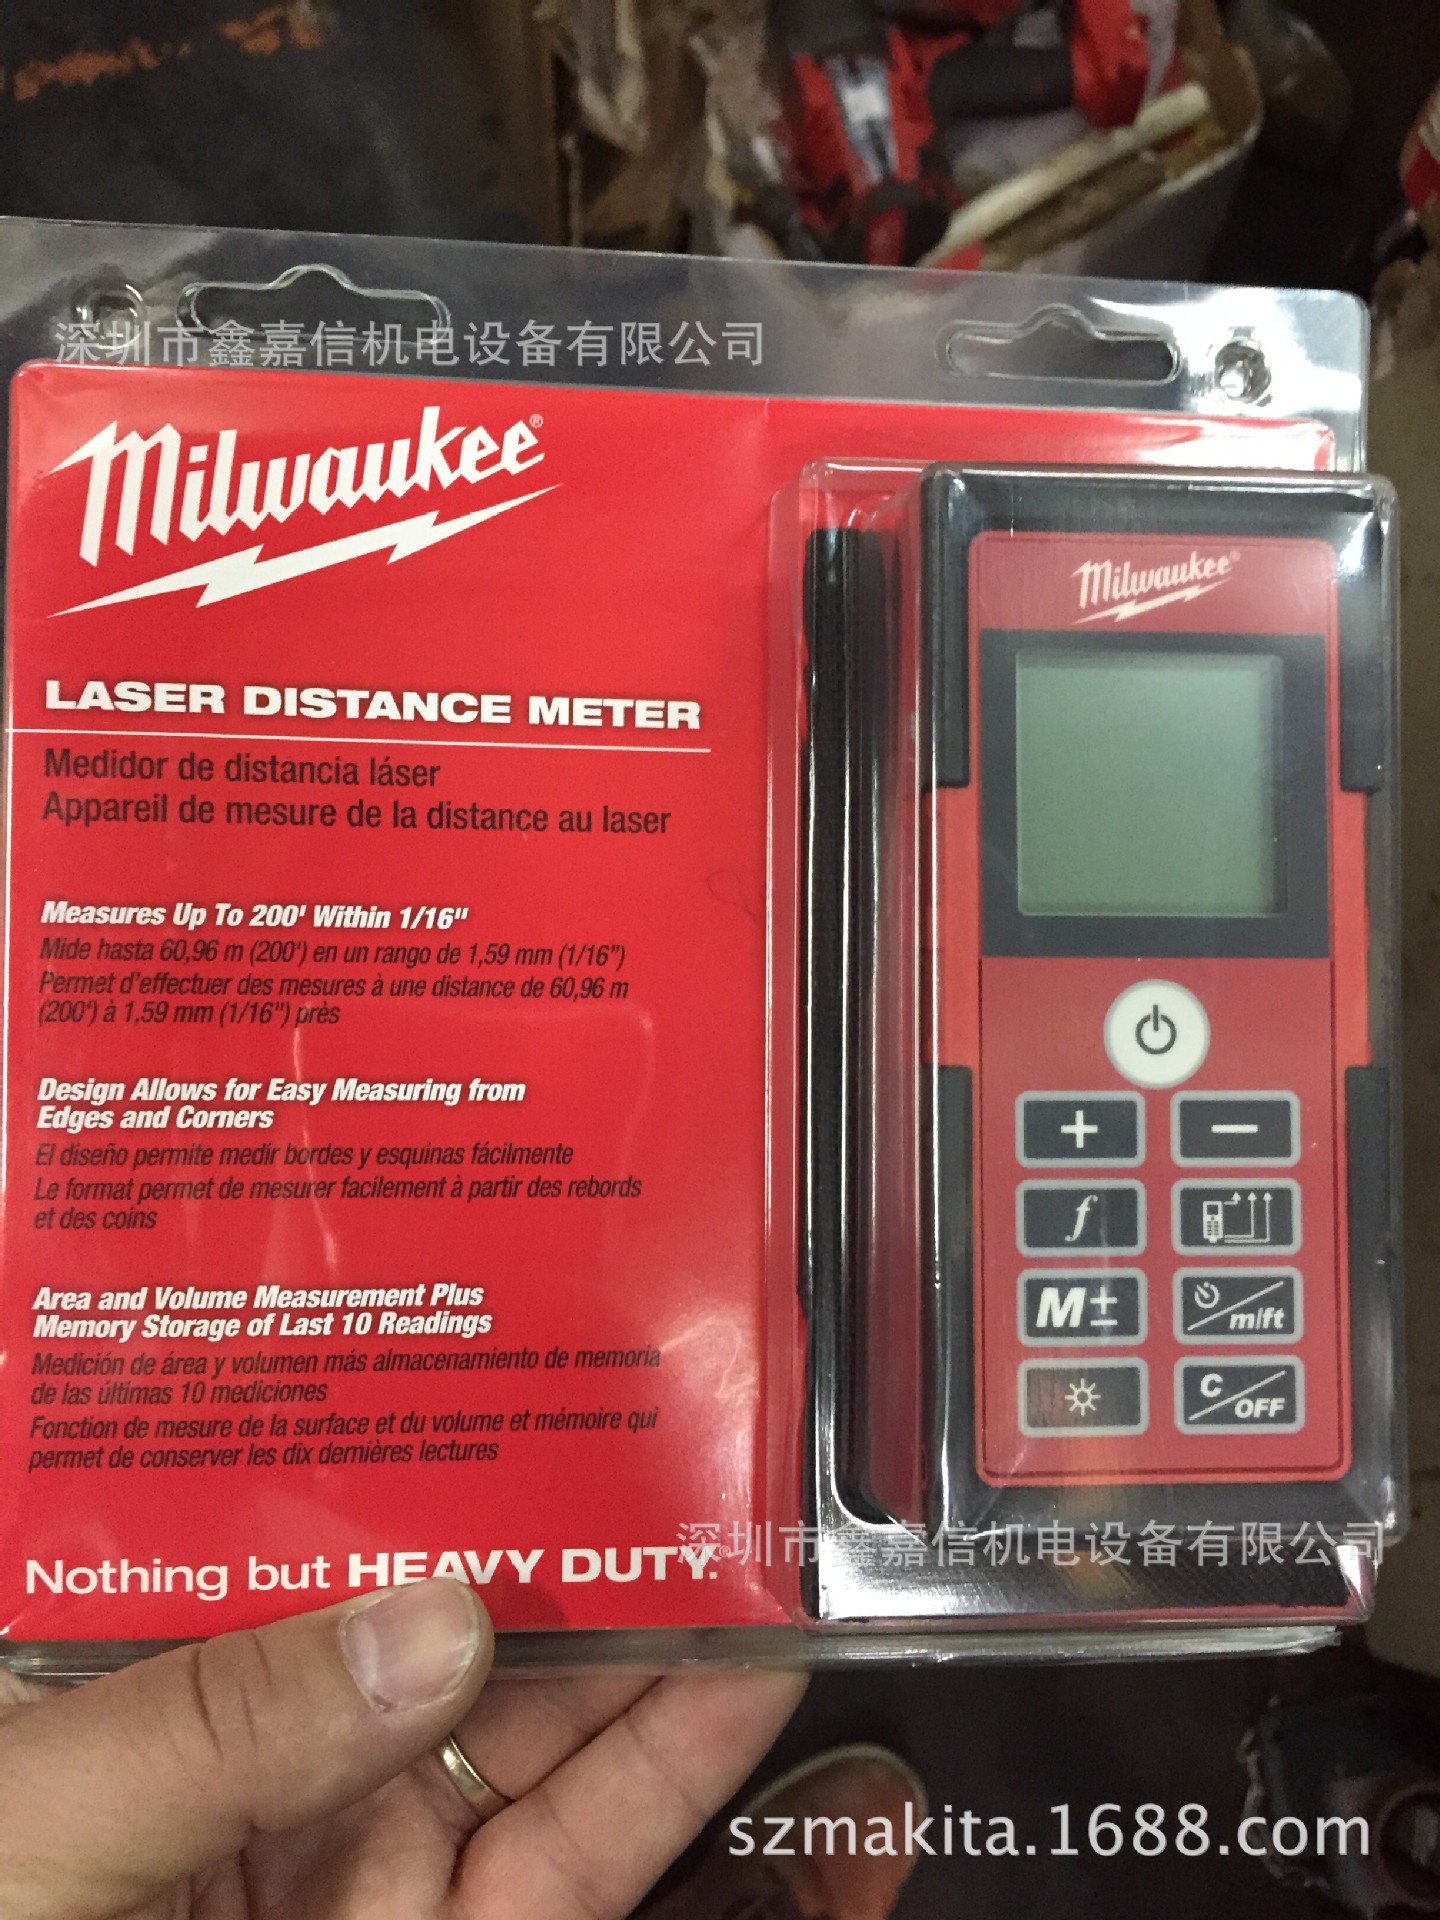 深圳市鑫嘉信机电设备有限公司
Milwaukee®
LASER DISTANCE METER
Medidor de distancia láser
Appareil de mesure de la distance au laser
Measures Up To 200' Within 1/16"
Mide hasta 60,96 m (200') en un rango de 1,59 mm (1/16")
Permet d'effectuer des mesures à une distance de 60,96 m
(200') à 1,59 mm (1/16") près
Design Allows for Easy Measuring from
Edges and Corners
El diseño permite medir bordes y esquinas fácilmente
Le format permet de mesurer facilement à partir des rebords
et des coins
Area and Volume Measurement Plus
Memory Storage of Last 10 Readings
Medición de área y volumen más almacenamiento de memoria
de las últimas 10 mediciones
Fonction de mesure de la surface et du volume et mémoire qui
permet de conserver les dix dernières lectures
Nothing but HEAVY DUTY.®
Milwaukee®
+ −
f
M±
m/ft
C/OFF
深圳市鑫嘉信机电设备有限公司
szmakita.1688.com